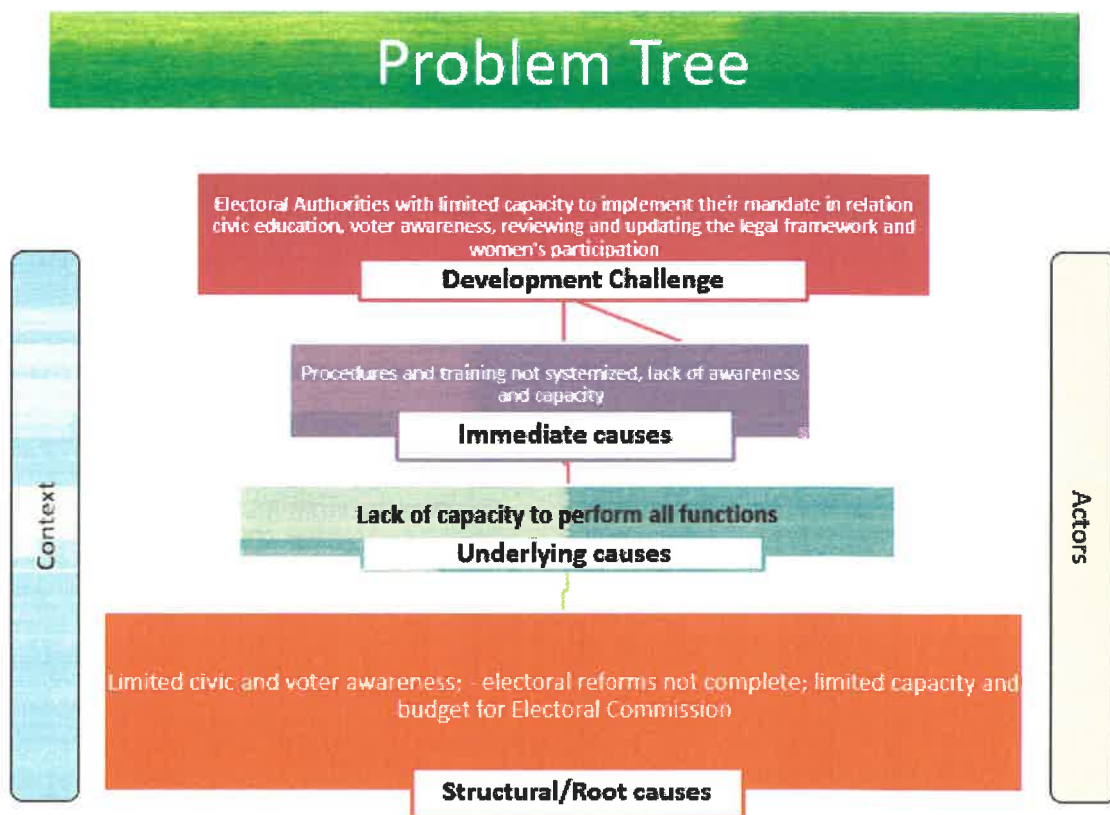 Problem Tree
Electoral Authorities with limited capacity to implement their mandate in relation
civic education, voter awareness, reviewing and updating the legal framework and
women's participation
Development Challenge
Procedures and training not systemized, lack of awareness
and capacity
Immediate causes
Lack of capacity to perform all functions
Underlying causes
Limited civic and voter awareness; - electoral reforms not complete; limited capacity and
budget for Electoral Commission
Structural/Root causes
Context
Actors